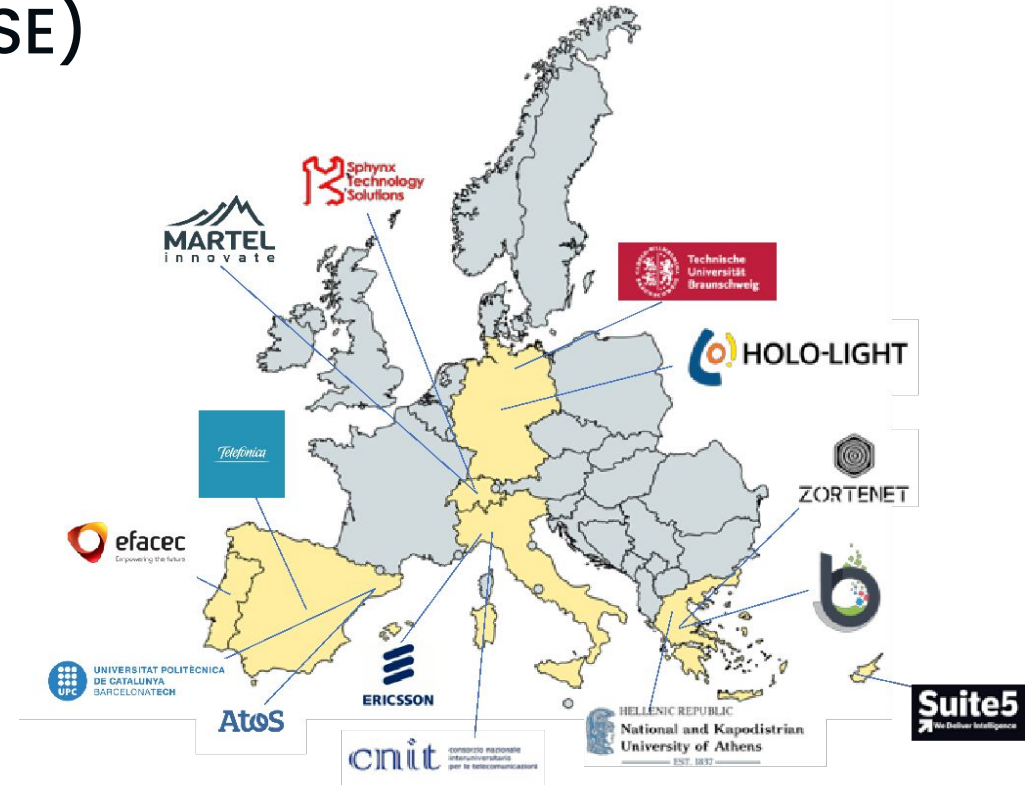 SE)
Sphynx
Technology
Solutions
MARTEL
innovate
Technische
Universität
Braunschweig
HOLO-LIGHT
Telefónica
ZORTENET
efacec
Empowering the future
b
UNIVERSITAT POLITÈCNICA
DE CATALUNYA
BARCELONATECH
UPC
Atos
ERICSSON
cnit
consorzio nazionale
interuniversitario
per le telecomunicazioni
HELLENIC REPUBLIC
National and Kapodistrian
University of Athens
EST. 1837
Suite5
We Deliver Intelligence